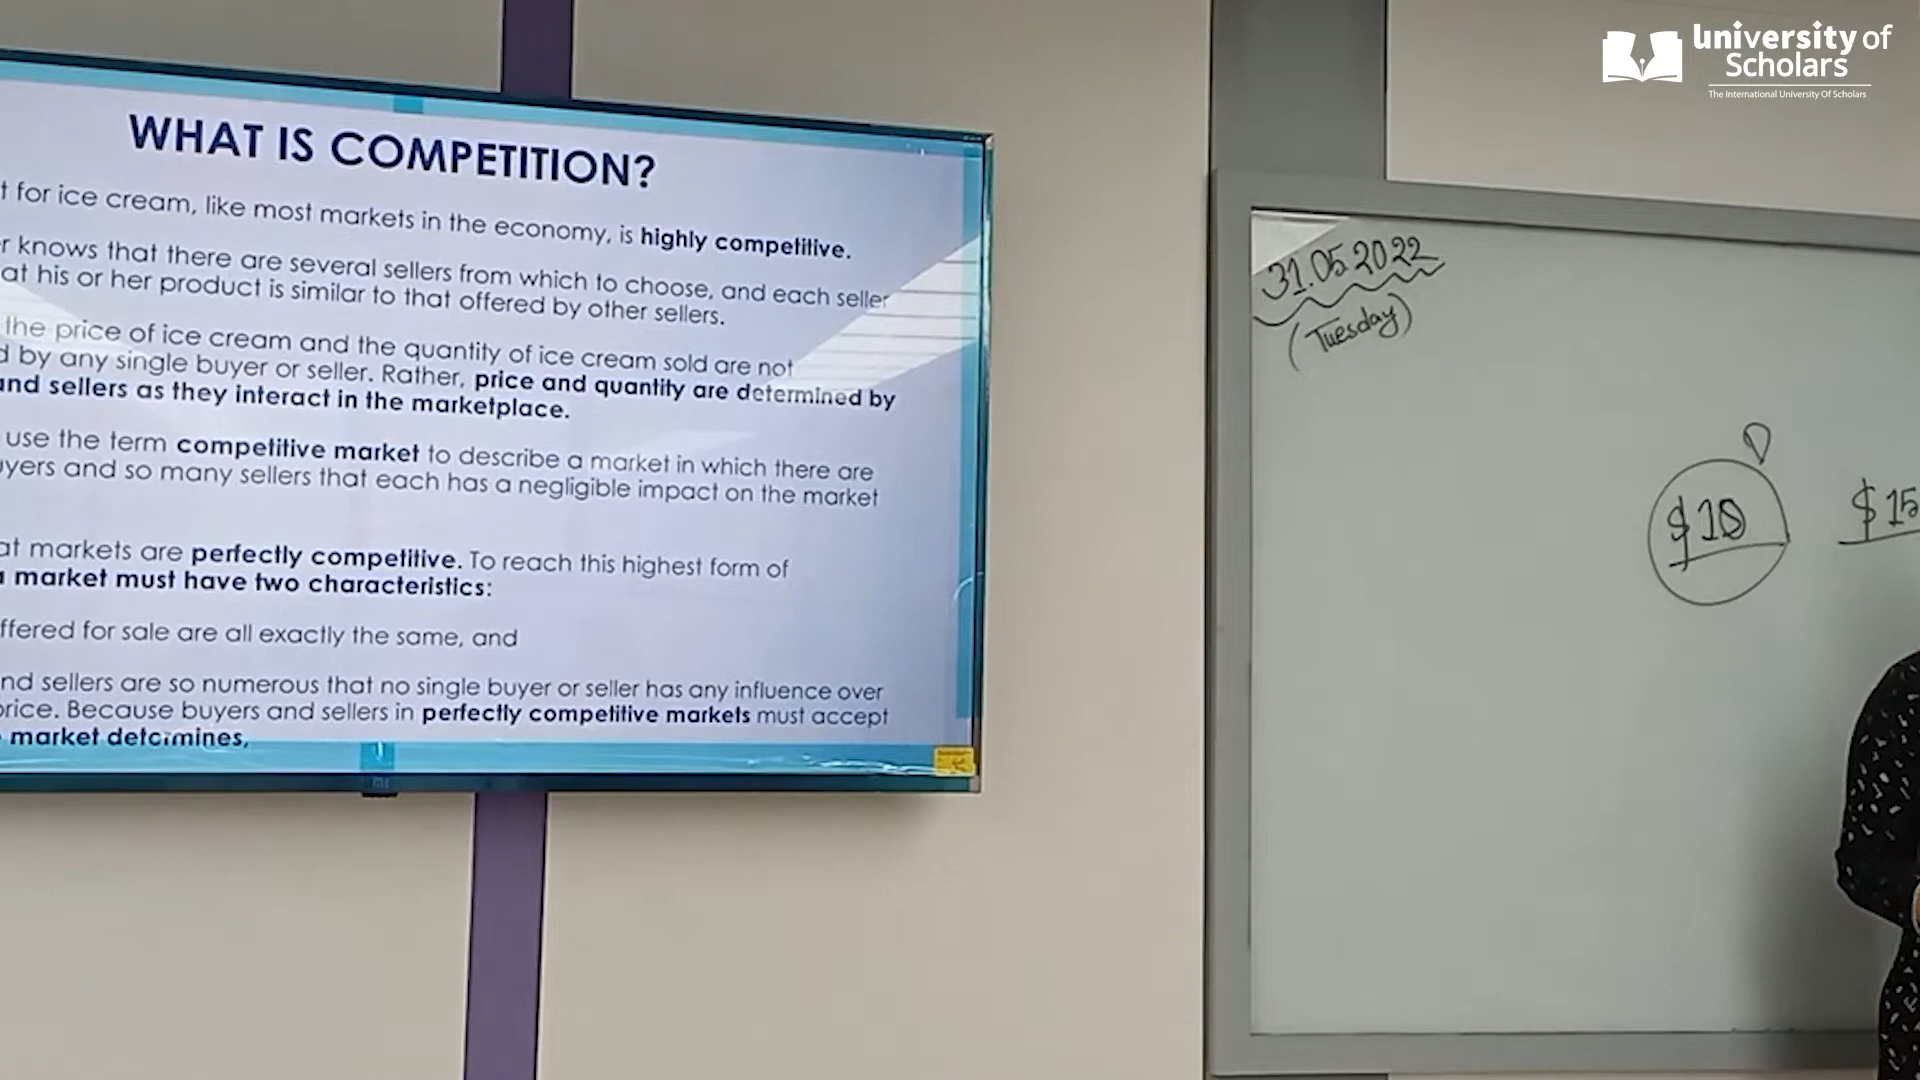 WHAT IS COMPETITION?
t for ice cream, like most markets in the economy, is highly competitive.
r knows that there are several sellers from which to choose, and each seller
at his or her product is similar to that offered by other sellers.
the price of ice cream and the quantity of ice cream sold are not
d by any single buyer or seller. Rather, price and quantity are determined by
and sellers as they interact in the marketplace.
use the term competitive market to describe a market in which there are
uyers and so many sellers that each has a negligible impact on the market
at markets are perfectly competitive. To reach this highest form of
a market must have two characteristics:
ffered for sale are all exactly the same, and
nd sellers are so numerous that no single buyer or seller has any influence over
price. Because buyers and sellers in perfectly competitive markets must accept
market determines,
mi
31.05.2022
(Tuesday)
$10
$15
university of
Scholars
The International University Of Scholars